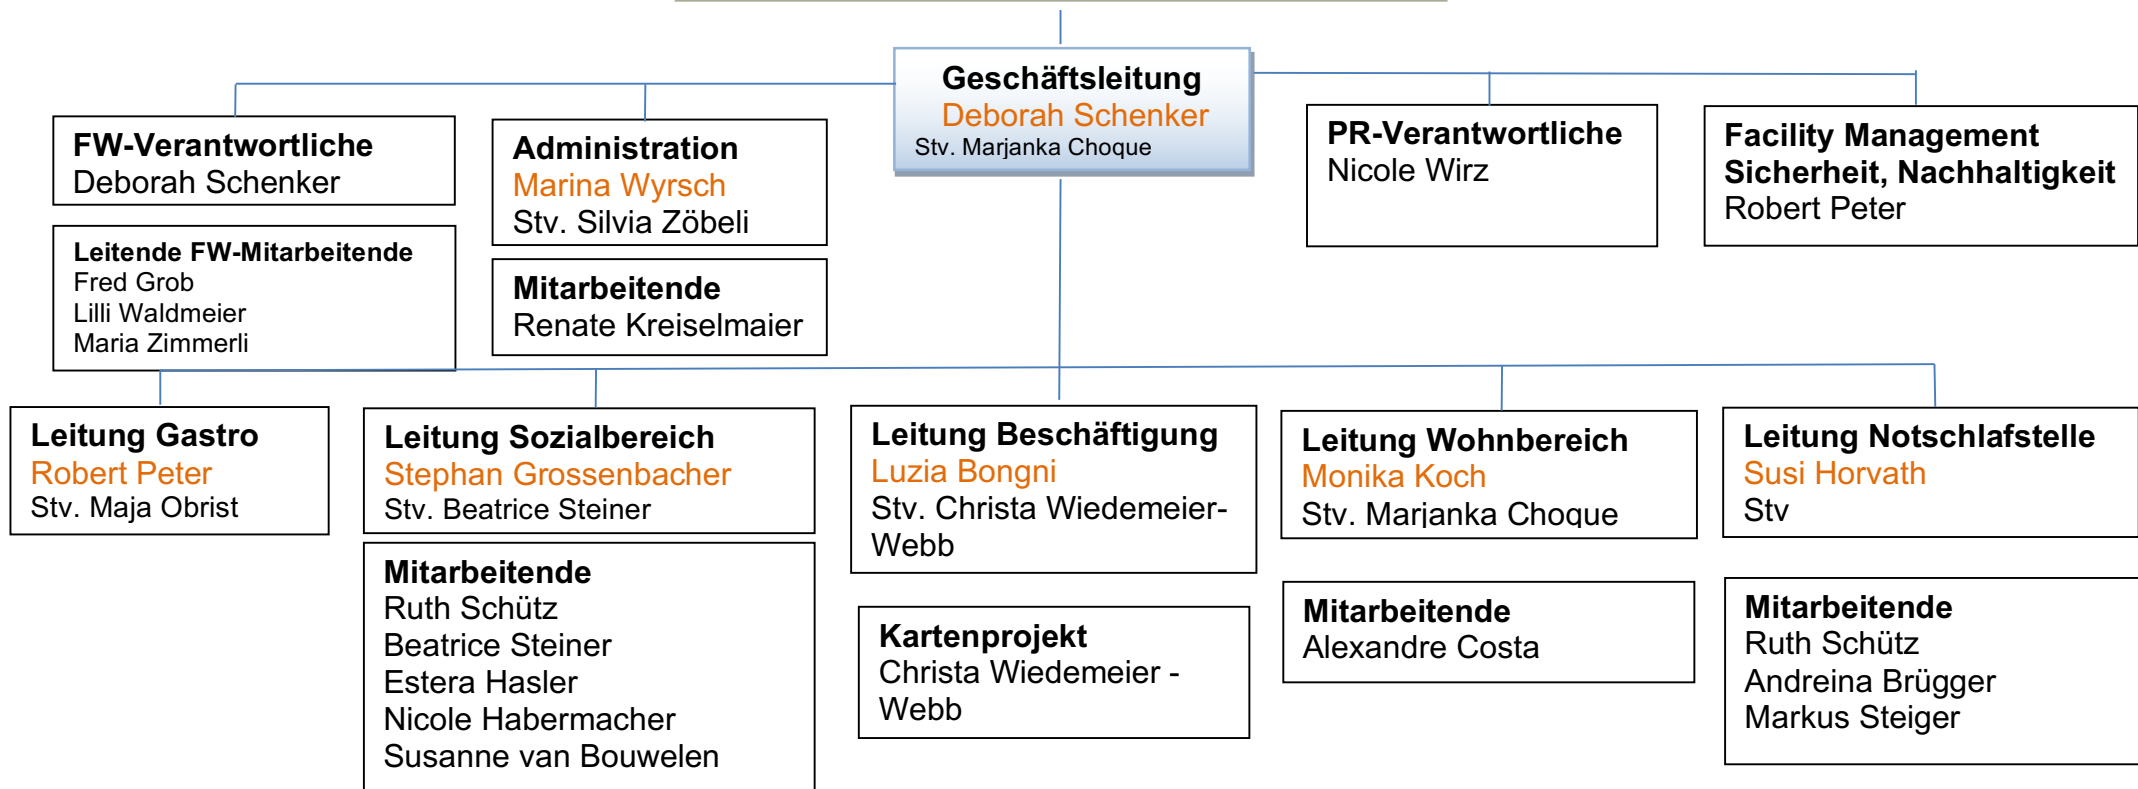 Geschäftsleitung
Deborah Schenker
Stv. Marjanka Choque
FW-Verantwortliche
Deborah Schenker
Leitende FW-Mitarbeitende
Fred Grob
Lilli Waldmeier
Maria Zimmerli
Administration
Marina Wyrsch
Stv. Silvia Zöbeli
Mitarbeitende
Renate Kreiselmaier
PR-Verantwortliche
Nicole Wirz
Facility Management
Sicherheit, Nachhaltigkeit
Robert Peter
Leitung Gastro
Robert Peter
Stv. Maja Obrist
Leitung Sozialbereich
Stephan Grossenbacher
Stv. Beatrice Steiner
Mitarbeitende
Ruth Schütz
Beatrice Steiner
Estera Hasler
Nicole Habermacher
Susanne van Bouwelen
Leitung Beschäftigung
Luzia Bongni
Stv. Christa Wiedemeier-
Webb
Kartenprojekt
Christa Wiedemeier -
Webb
Leitung Wohnbereich
Monika Koch
Stv. Marjanka Choque
Mitarbeitende
Alexandre Costa
Leitung Notschlafstelle
Susi Horvath
Stv
Mitarbeitende
Ruth Schütz
Andreina Brügger
Markus Steiger